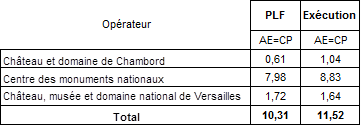 Opérateur PLF Exécution
AE=CP AE=CP
Château et domaine de Chambord 0,61 1,04
Centre des monuments nationaux 7,98 8,83
Château, musée et domaine national de Versailles 1,72 1,64
Total 10,31 11,52